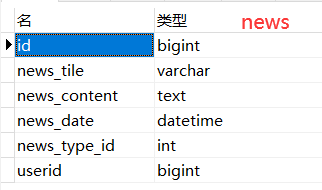 名 类型 news
id bigint
news_tile varchar
news_content text
news_date datetime
news_type_id int
userid bigint